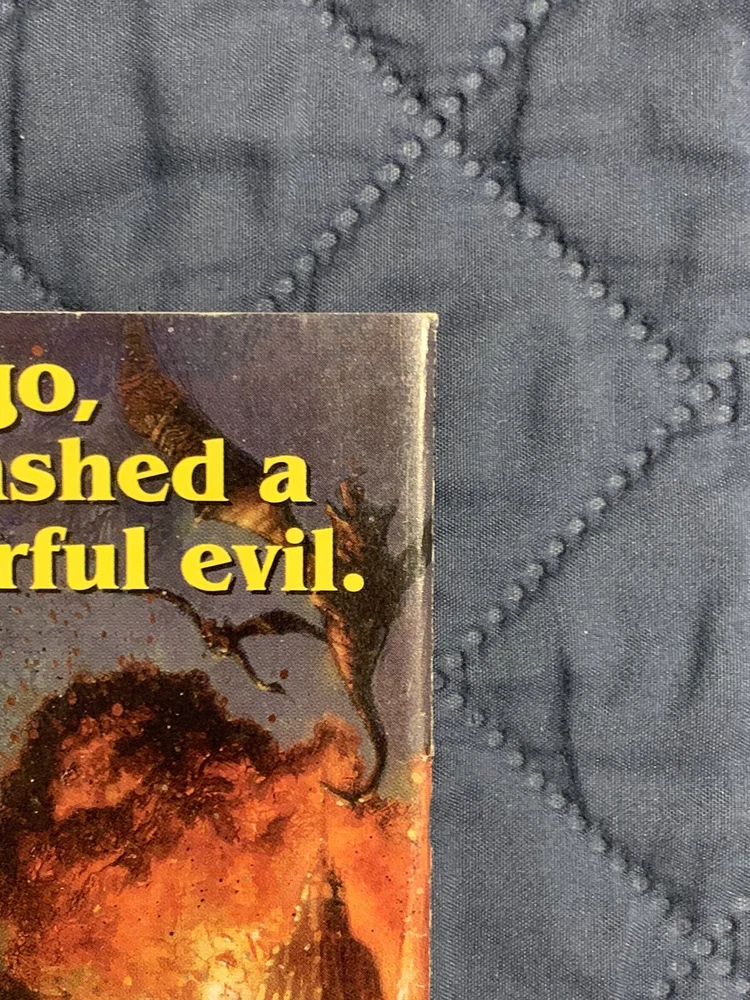 go,
ashed a
rful evil.